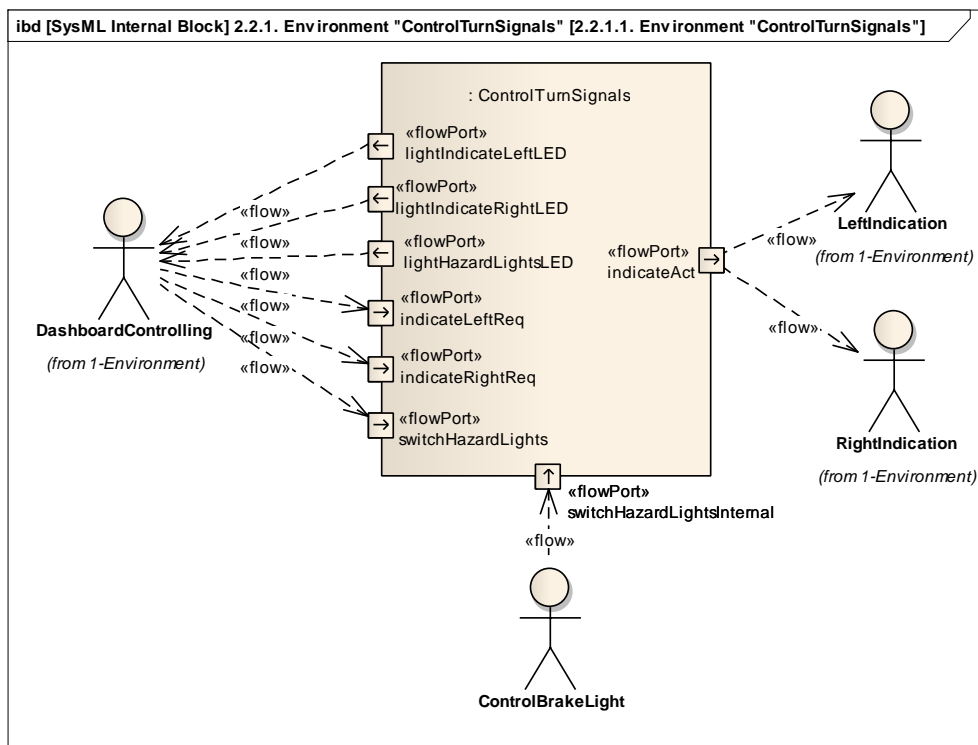 ibd [SysML Internal Block] 2.2.1. Environment "ControlTurnSignals" [2.2.1.1. Environment "ControlTurnSignals"]
: ControlTurnSignals
«flowPort»
lightIndicateLeftLED
«flowPort»
lightIndicateRightLED
«flowPort»
lightHazardLightsLED
«flowPort»
indicateLeftReq
«flowPort»
indicateRightReq
«flowPort»
switchHazardLights
«flow»
«flow»
«flow»
«flow»
«flow»
DashboardControlling
(from 1-Environment)
«flowPort»
indicateAct
«flow»
«flow»
LeftIndication
(from 1-Environment)
RightIndication
(from 1-Environment)
«flowPort»
switchHazardLightsInternal
«flow»
ControlBrakeLight